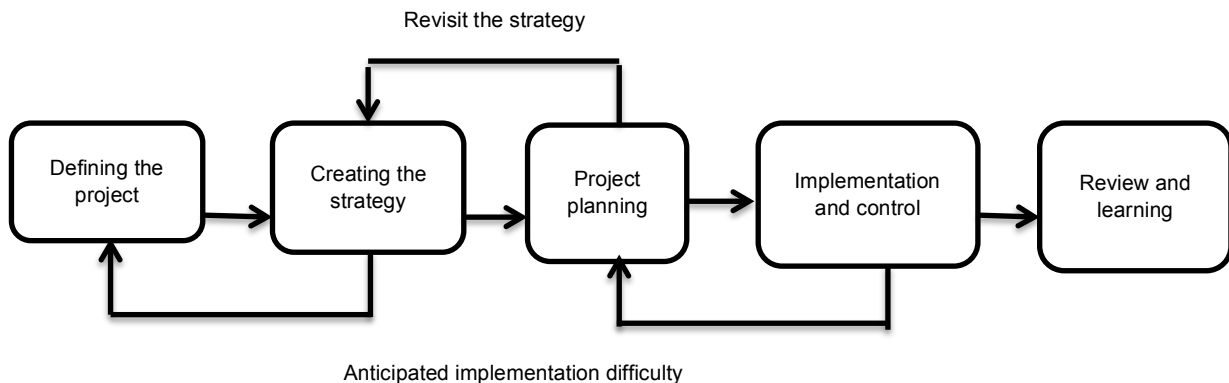 Revisit the strategy
Defining the
project
Creating the
strategy
Project
planning
Implementation
and control
Review and
learning
Anticipated implementation difficulty